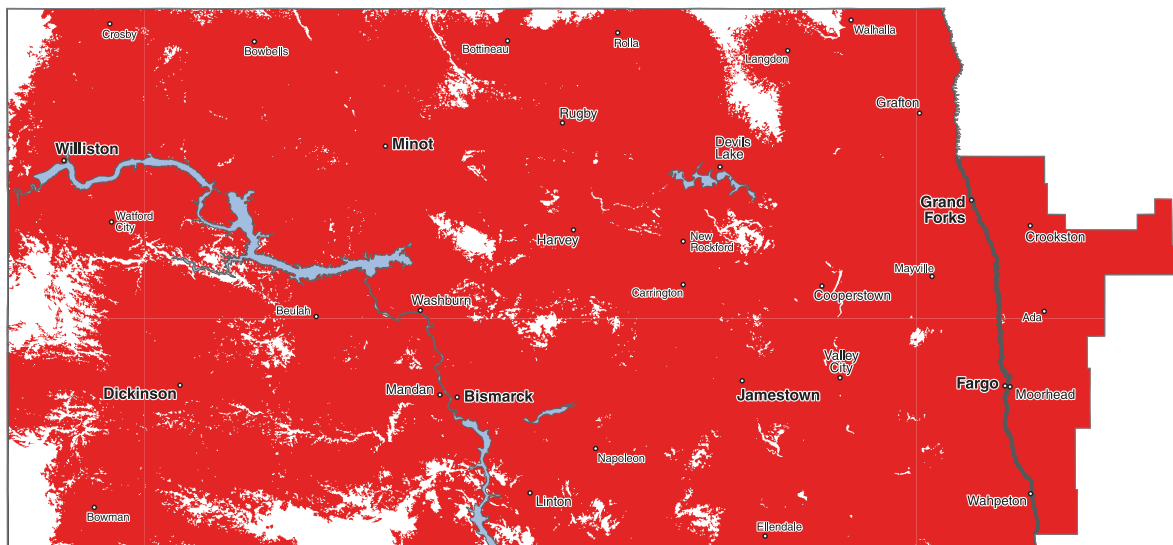 Crosby
Bowbells
Bottineau
Rolla
Walhalla
Langdon
Grafton
Rugby
Williston
Minot
Devils
Lake
Grand
Forks
Watford
City
Harvey
New
Rockford
Crookston
Mayville
Carrington
Cooperstown
Washburn
Beulah
Ada
Valley
City
Dickinson
Mandan
Bismarck
Jamestown
Fargo
Moorhead
Napoleon
Linton
Wahpeton
Bowman
Ellendale